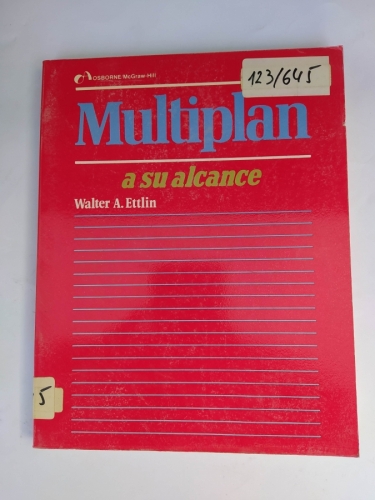 OSBORNE McGraw-Hill
123/645
Multiplan
a su alcance
Walter A. Ettlin
5